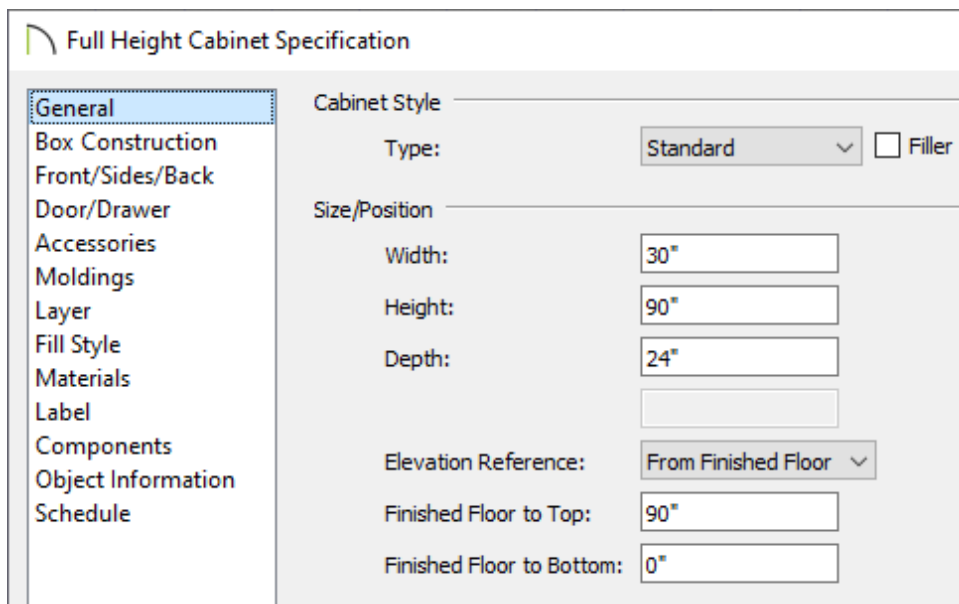 Full Height Cabinet Specification
General
Box Construction
Front/Sides/Back
Door/Drawer
Accessories
Moldings
Layer
Fill Style
Materials
Label
Components
Object Information
Schedule
Cabinet Style
Type: Standard Filler
Size/Position
Width: 30"
Height: 90"
Depth: 24"
Elevation Reference: From Finished Floor
Finished Floor to Top: 90"
Finished Floor to Bottom: 0"